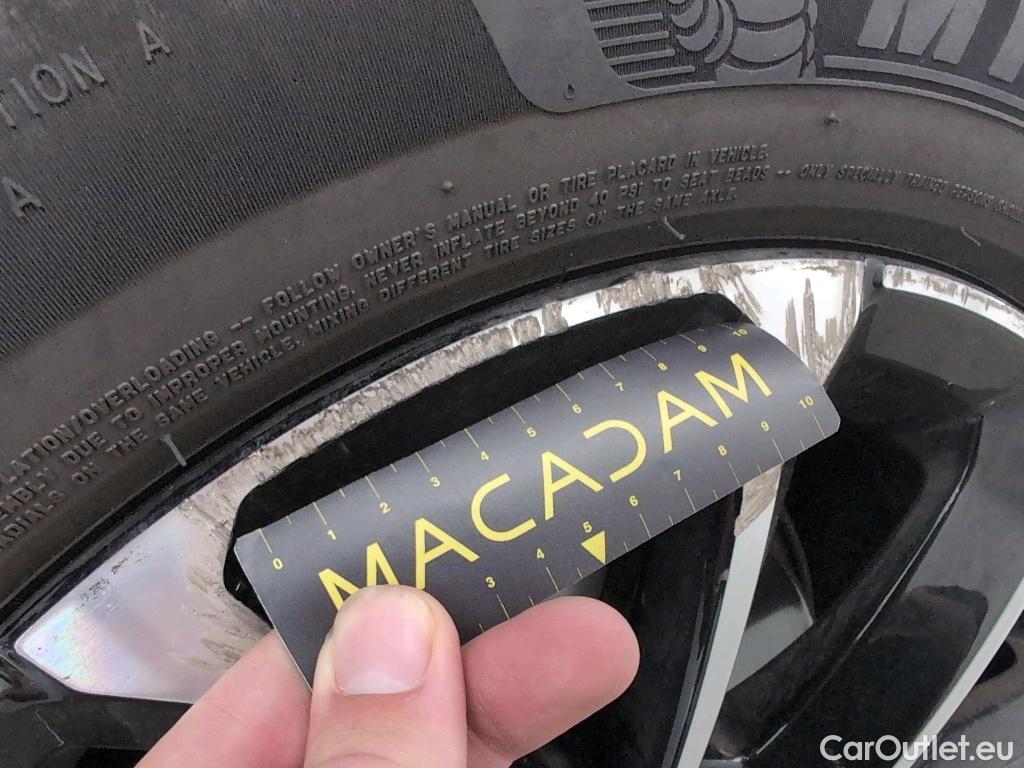 TION A
A
MI
LATION/OVERLOADING -- FOLLOW OWNER'S MANUAL OR TIRE PLACARD IN VEHICLE.
EMBLY DUE TO IMPROPER MOUNTING. NEVER INFLATE BEYOND 40 PSI TO SEAT BEADS -- ONLY SPECIALLY TRAINED PERSONS
ADIALS ON THE SAME VEHICLE. MIXING DIFFERENT TIRE SIZES ON THE SAME AXLE.
0 1 2 3 4 5 6 7 8 9 10
MACADAM
3 4 5 6 7 8 9 10
CarOutlet.eu